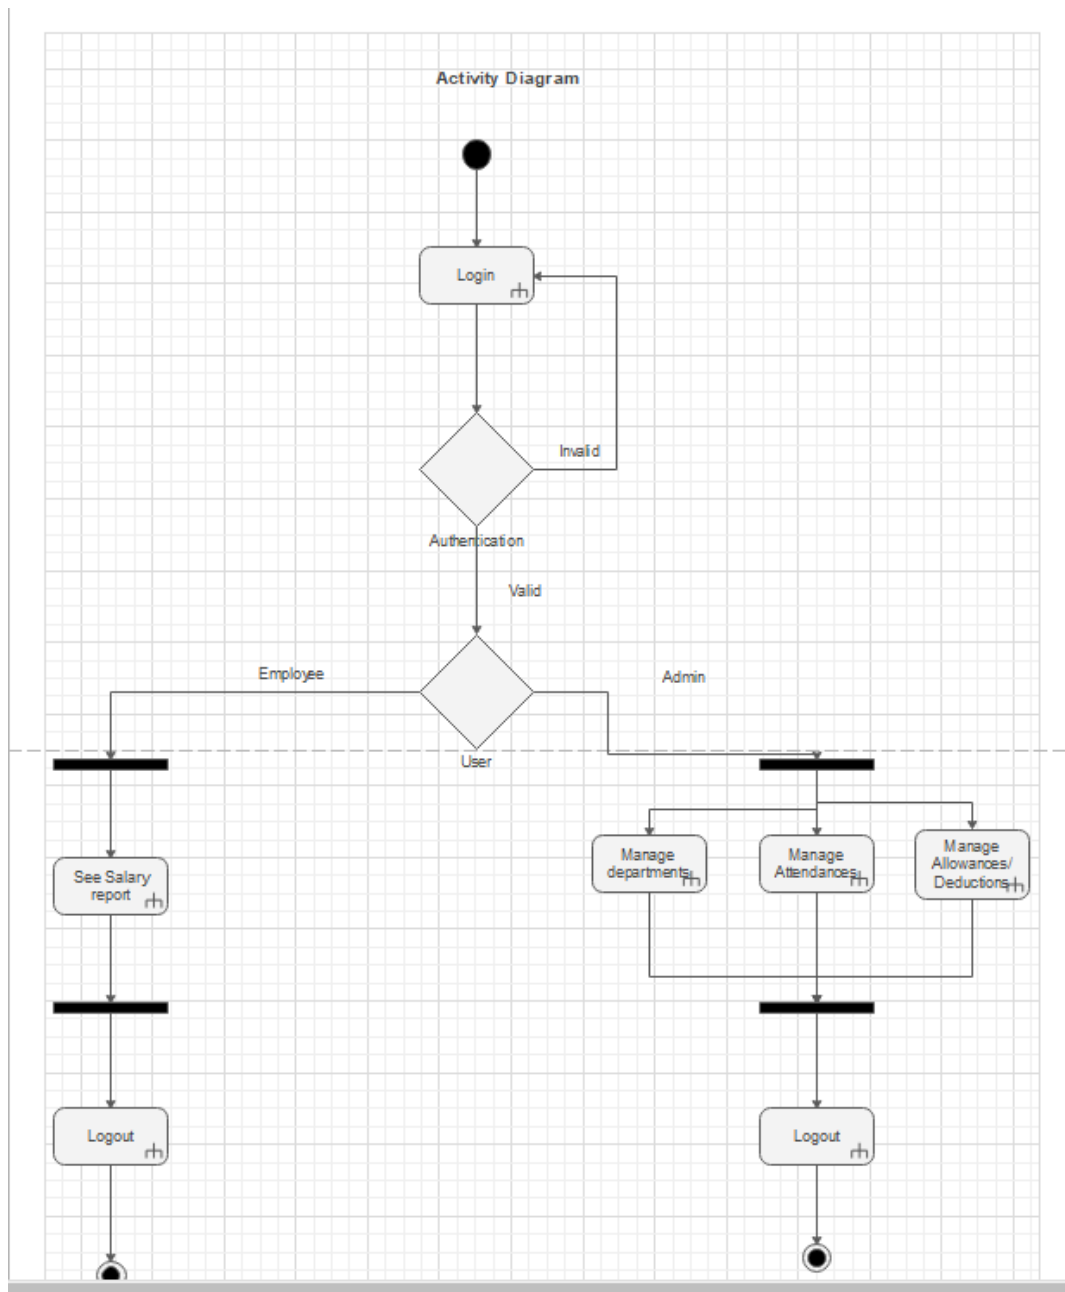 Activity Diagram
Login
Invalid
Authentication
Valid
Employee
Admin
User
See Salary
report
Manage
departments
Manage
Attendances
Manage
Allowances/
Deductions
Logout
Logout